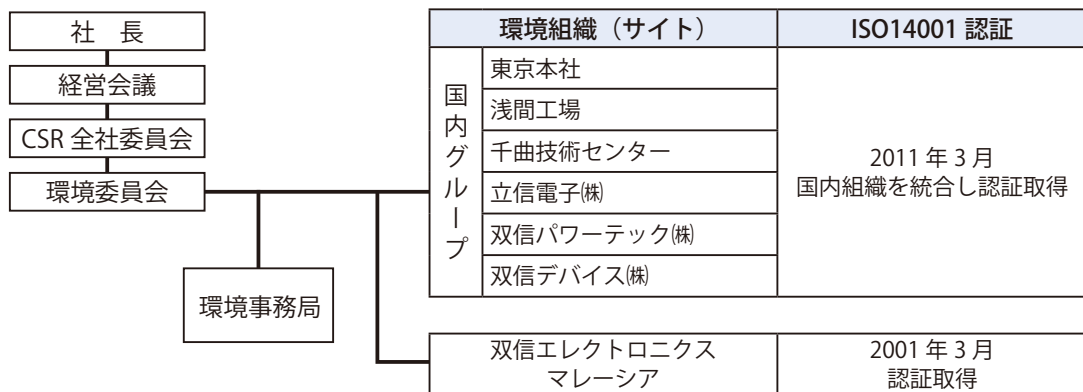 社　長
経営会議
CSR 全社委員会
環境委員会
環境事務局
環境組織（サイト）
ISO14001 認証
国内グループ
東京本社
浅間工場
千曲技術センター
立信電子㈱
双信パワーテック㈱
双信デバイス㈱
2011 年 3 月
国内組織を統合し認証取得
双信エレクトロニクス
マレーシア
2001 年 3 月
認証取得